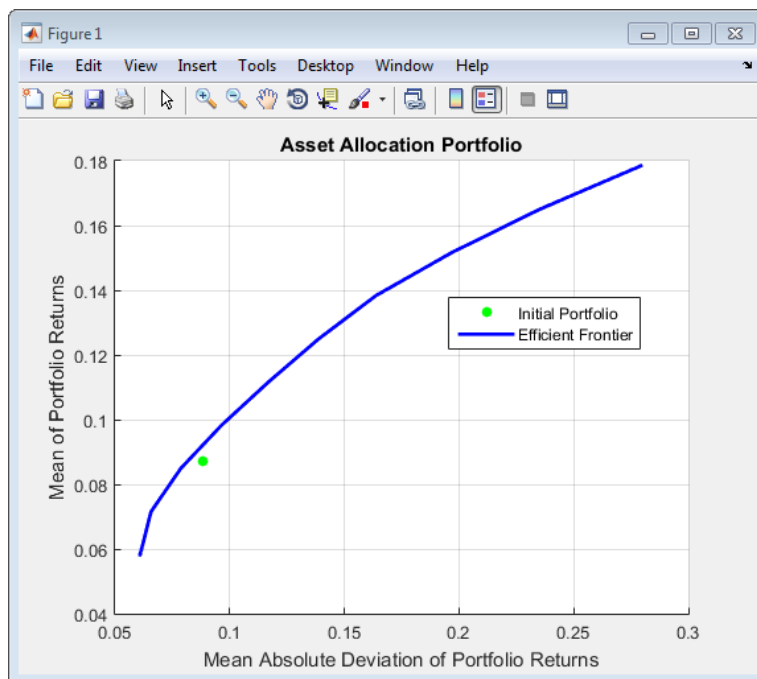 Figure 1
File Edit View Insert Tools Desktop Window Help
Asset Allocation Portfolio
0.18
0.16
0.14
0.12
0.1
0.08
0.06
0.04
Mean of Portfolio Returns
Initial Portfolio
Efficient Frontier
0.05 0.1 0.15 0.2 0.25 0.3
Mean Absolute Deviation of Portfolio Returns